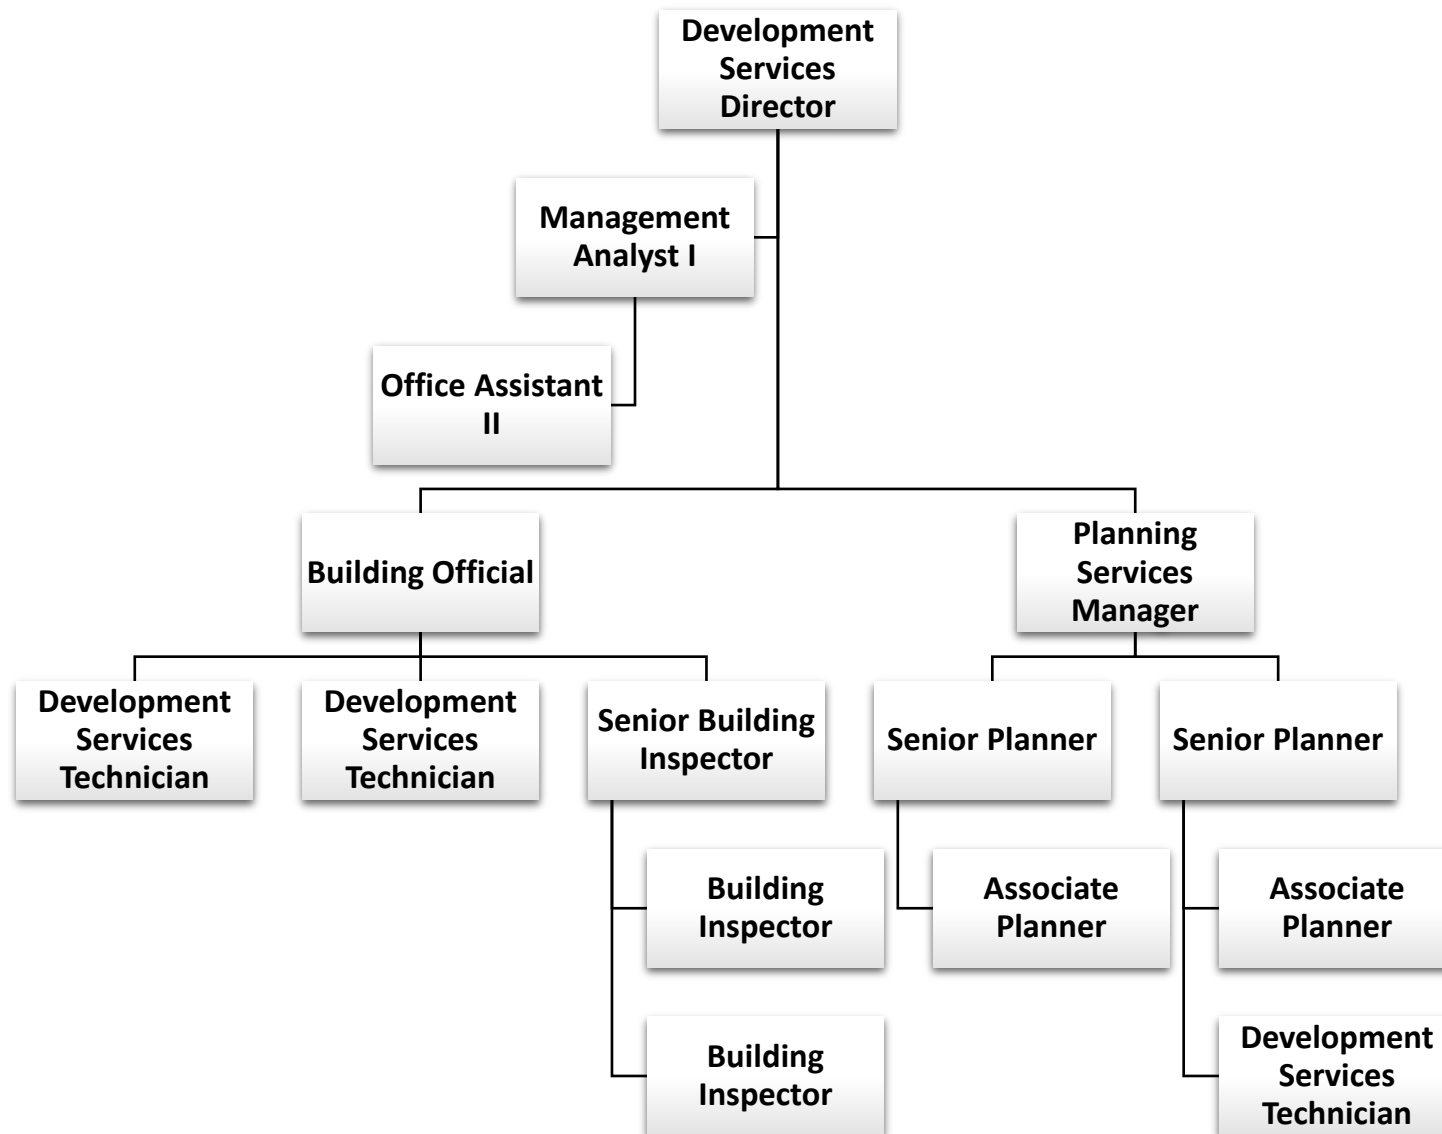 Development
Services
Director
Management
Analyst I
Office Assistant
II
Building Official
Planning
Services
Manager
Development
Services
Technician
Development
Services
Technician
Senior Building
Inspector
Senior Planner
Senior Planner
Building
Inspector
Associate
Planner
Associate
Planner
Building
Inspector
Development
Services
Technician